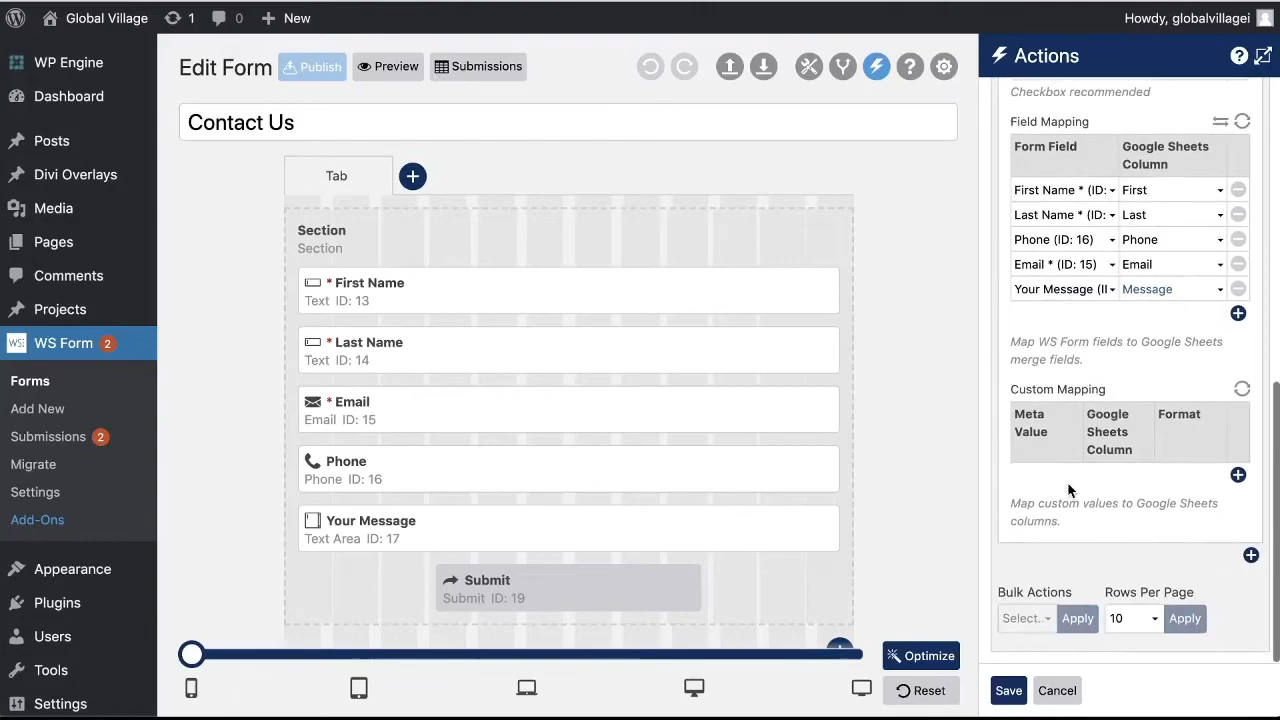 Global Village
1
0
New
Howdy, globalvillagei
WP Engine
Dashboard
Posts
Divi Overlays
Media
Pages
Comments
Projects
WS Form 2
Forms
Add New
Submissions 2
Migrate
Settings
Add-Ons
Appearance
Plugins
Users
Tools
Settings
Edit Form
Publish
Preview
Submissions
Contact Us
Tab
Section
Section
* First Name
Text ID: 13
* Last Name
Text ID: 14
* Email
Email ID: 15
Phone
Phone ID: 16
Your Message
Text Area ID: 17
Submit
Submit ID: 19
Optimize
Reset
Actions
Checkbox recommended
Field Mapping
Form Field
Google Sheets
Column
First Name * (ID:
First
Last Name * (ID:
Last
Phone (ID: 16)
Phone
Email * (ID: 15)
Email
Your Message (II
Message
Map WS Form fields to Google Sheets
merge fields.
Custom Mapping
Meta
Value
Google
Sheets
Column
Format
Map custom values to Google Sheets
columns.
Bulk Actions
Rows Per Page
Select.
Apply
10
Apply
Save
Cancel